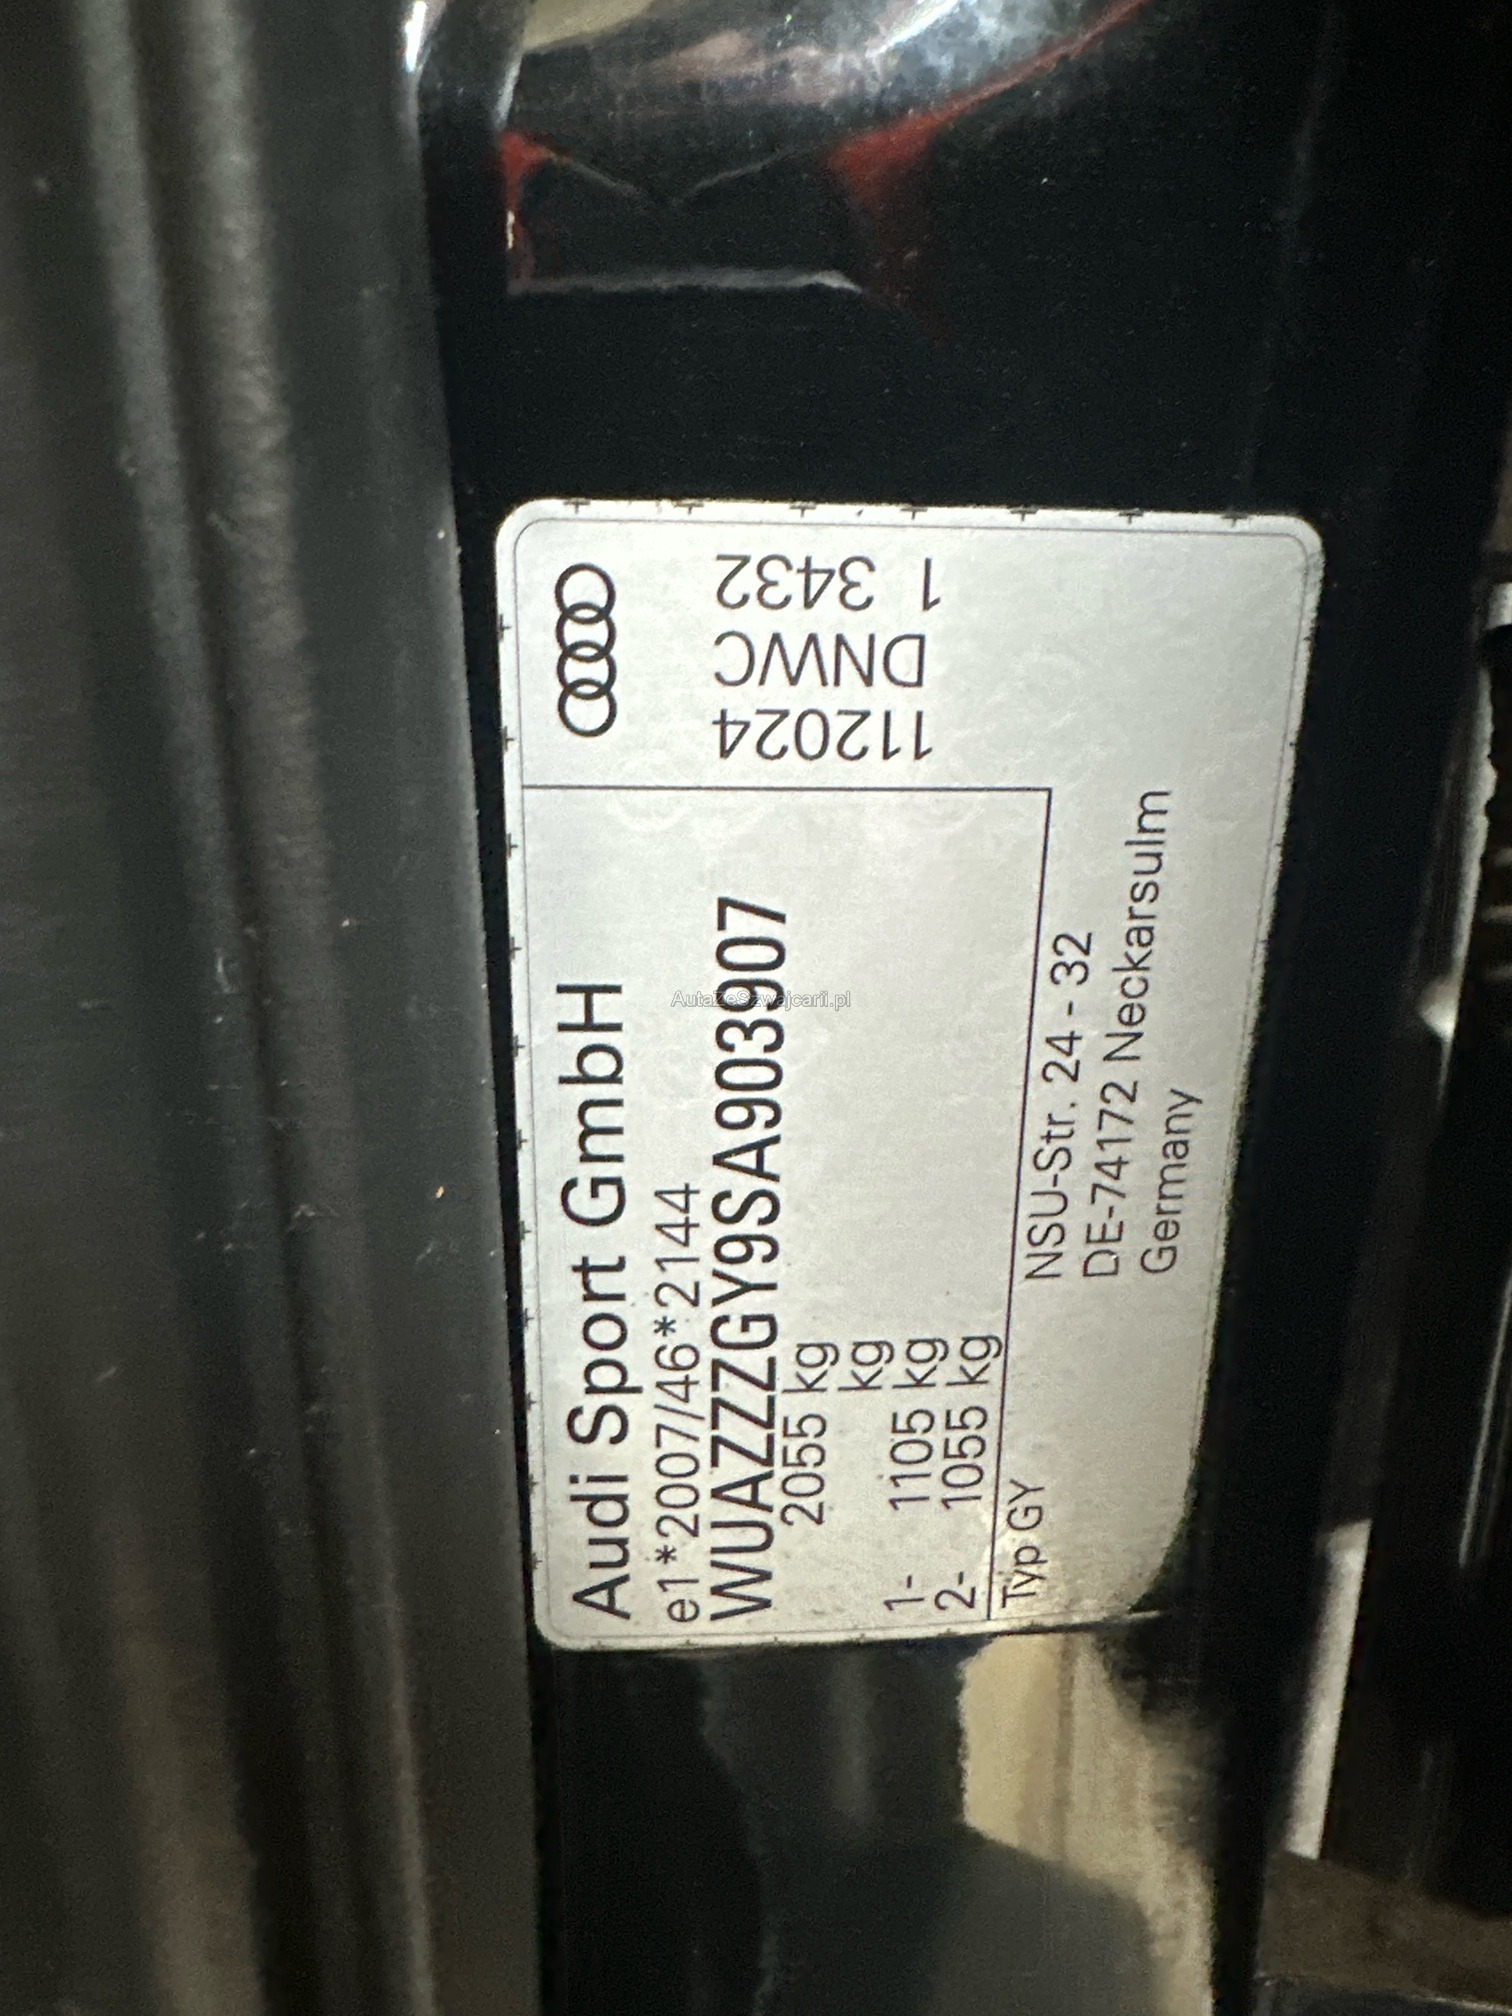 Audi Sport GmbH
e1*2007/46*2144
WUAZZZGY9SA903907
2055 kg
kg
1- 1105 kg
2- 1055 kg
Typ GY
NSU-Str. 24 - 32
DE-74172 Neckarsulm
Germany
112024
DNWC
1 3432
AutaZeSzwajcarii.pl